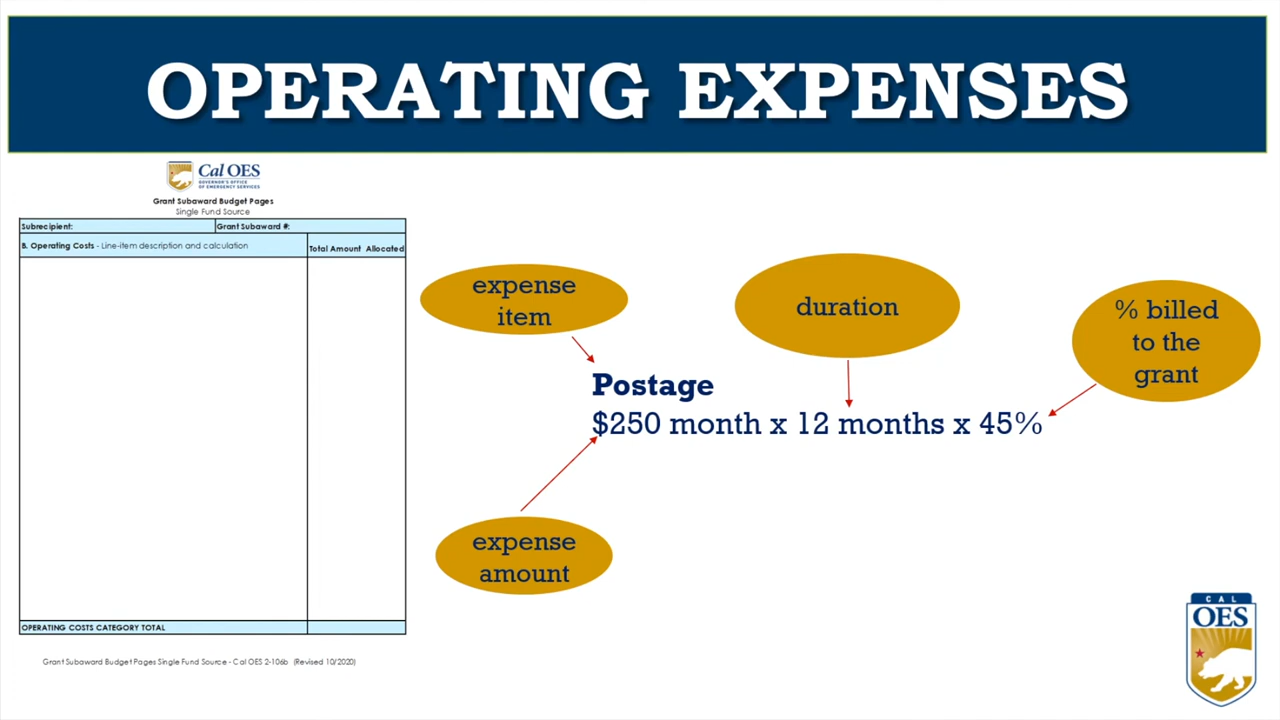 OPERATING EXPENSES
Cal OES
GOVERNOR'S OFFICE
OF EMERGENCY SERVICES
Grant Subaward Budget Pages
Single Fund Source
Subrecipient:
Grant Subaward #:
B. Operating Costs - Line-item description and calculation
Total Amount Allocated
OPERATING COSTS CATEGORY TOTAL
Grant Subaward Budget Pages Single Fund Source - Cal OES 2-106b (Revised 10/2020)
expense
item
duration
% billed
to the
grant
Postage
$250 month x 12 months x 45%
expense
amount
CAL
OES